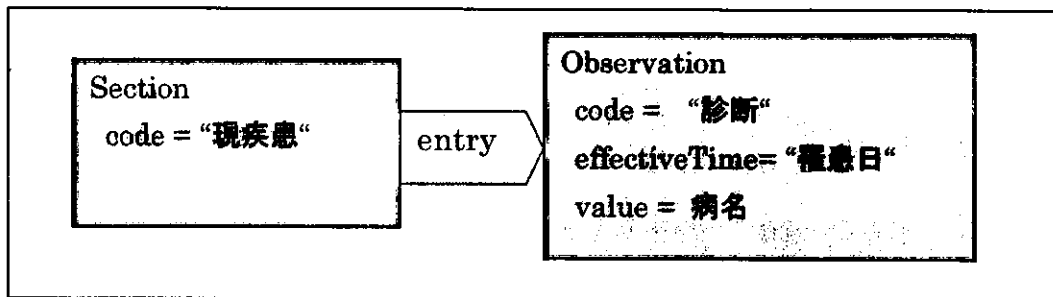 Section
code = “現疾患“
entry
Observation
code = “診断“
effectiveTime= “罹患日“
value = 病名